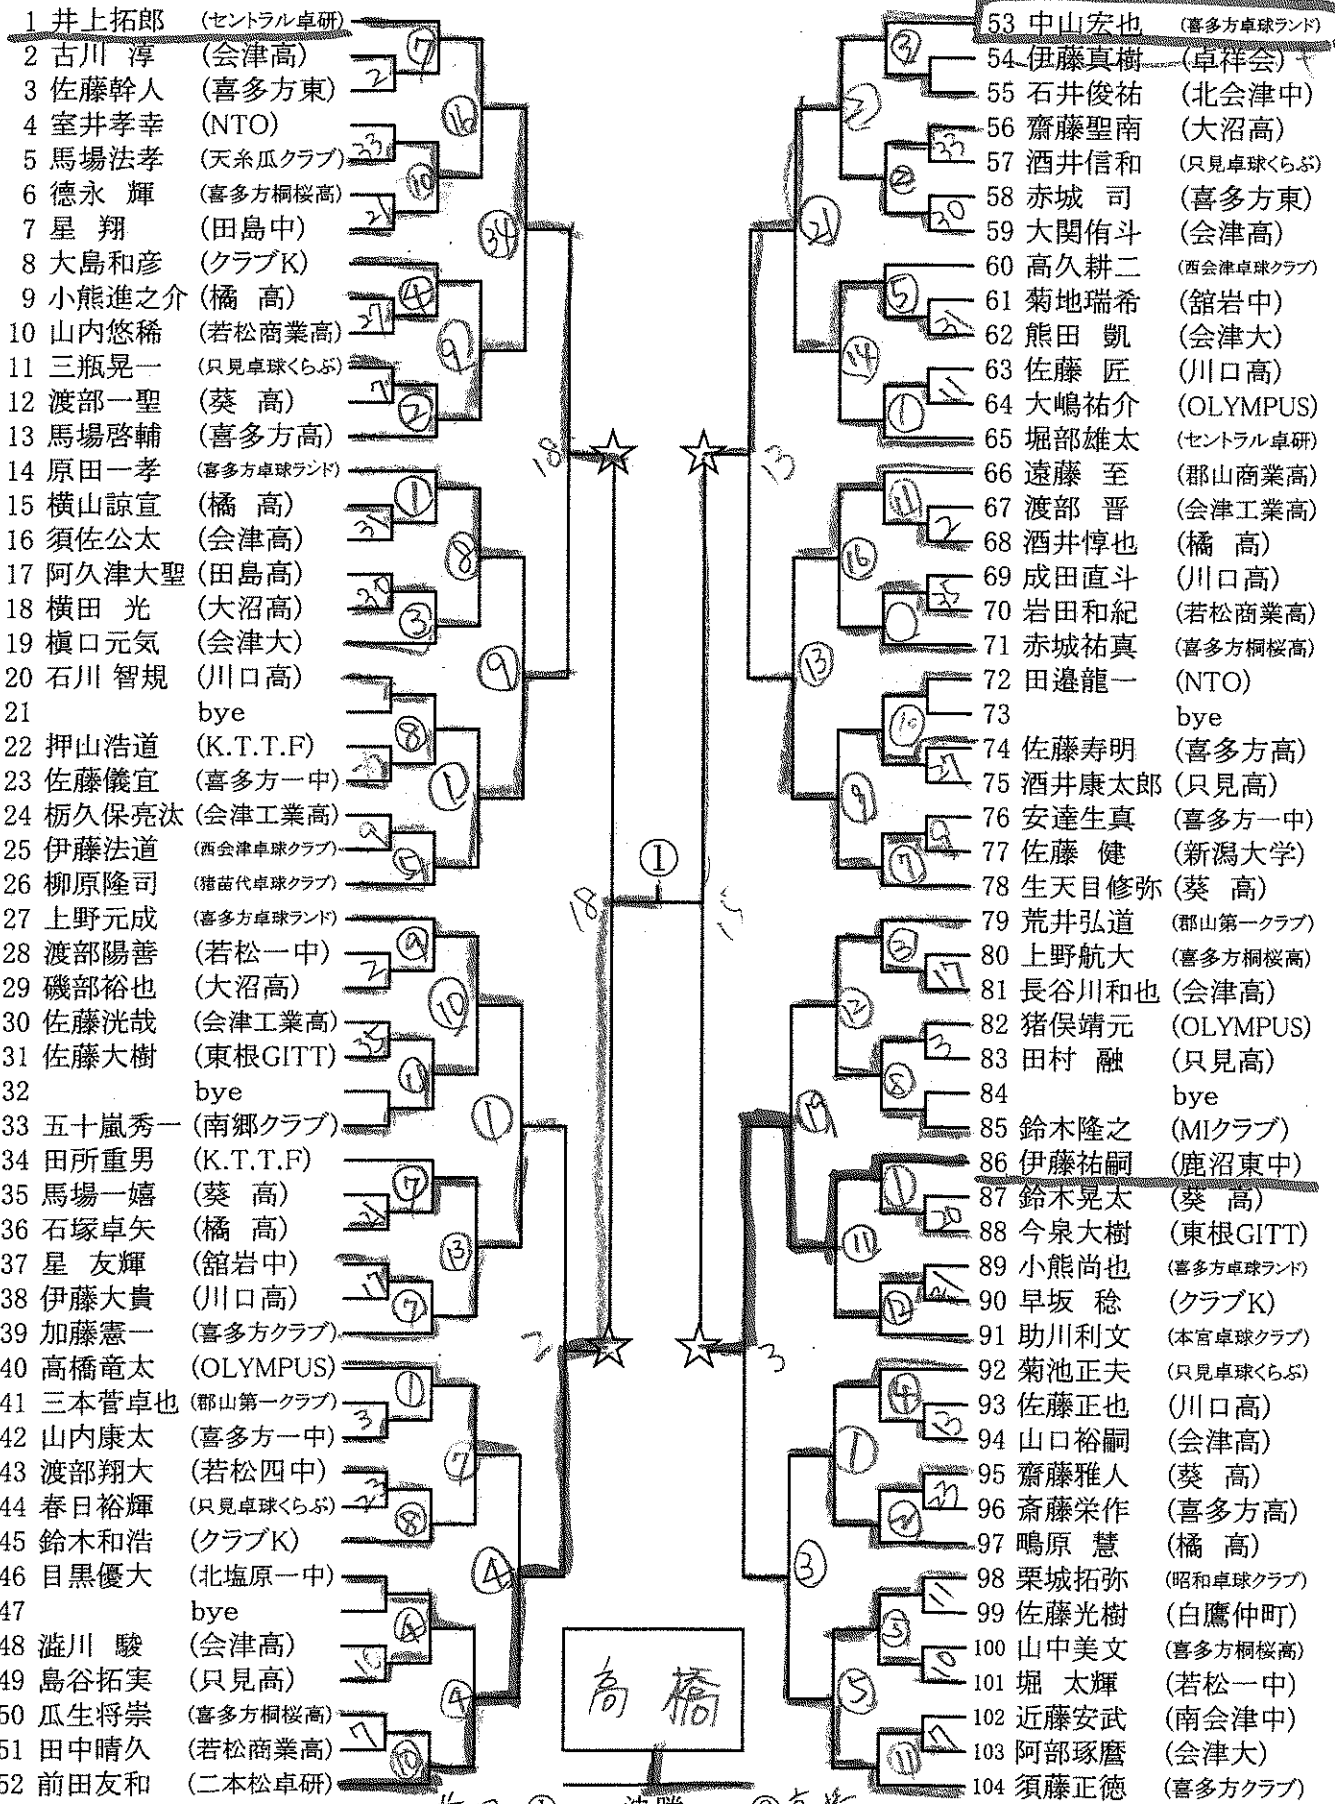 1 井上拓郎 (セントラル卓研)
2 古川 淳 (会津高)
3 佐藤幹人 (喜多方東)
4 室井孝幸 (NTO)
5 馬場法孝 (天糸瓜クラブ)
6 徳永 輝 (喜多方桐桜高)
7 星 翔 (田島中)
8 大島和彦 (クラブK)
9 小熊進之介 (橘 高)
10 山内悠稀 (若松商業高)
11 三瓶晃一 (只見卓球くらぶ)
12 渡部一聖 (葵 高)
13 馬場啓輔 (喜多方高)
14 原田一孝 (喜多方卓球ランド)
15 横山諒宣 (橘 高)
16 須佐公太 (会津高)
17 阿久津大聖 (田島高)
18 横田 光 (大沼高)
19 槇口元気 (会津大)
20 石川 智規 (川口高)
21 bye
22 押山浩道 (K.T.T.F)
23 佐藤儀宜 (喜多方一中)
24 栃久保亮汰 (会津工業高)
25 伊藤法道 (西会津卓球クラブ)
26 柳原隆司 (猪苗代卓球クラブ)
27 上野元成 (喜多方卓球ランド)
28 渡部陽善 (若松一中)
29 磯部裕也 (大沼高)
30 佐藤洸哉 (会津工業高)
31 佐藤大樹 (東根GITT)
32 bye
33 五十嵐秀一 (南郷クラブ)
34 田所重男 (K.T.T.F)
35 馬場一嬉 (葵 高)
36 石塚卓矢 (橘 高)
37 星 友輝 (舘岩中)
38 伊藤大貴 (川口高)
39 加藤憲一 (喜多方クラブ)
40 高橋竜太 (OLYMPUS)
41 三本菅卓也 (郡山第一クラブ)
42 山内康太 (喜多方一中)
43 渡部翔大 (若松四中)
44 春日裕輝 (只見卓球くらぶ)
45 鈴木和浩 (クラブK)
46 目黒優大 (北塩原一中)
47 bye
48 澁川 駿 (会津高)
49 島谷拓実 (只見高)
50 瓜生将崇 (喜多方桐桜高)
51 田中晴久 (若松商業高)
52 前田友和 (二本松卓研)
①
高橋
決勝
53 中山宏也 (喜多方卓球ランド)
54 伊藤真樹 (卓祥会)
55 石井俊祐 (北会津中)
56 齋藤聖南 (大沼高)
57 酒井信和 (只見卓球くらぶ)
58 赤城 司 (喜多方東)
59 大関侑斗 (会津高)
60 高久耕二 (西会津卓球クラブ)
61 菊地瑞希 (舘岩中)
62 熊田 凱 (会津大)
63 佐藤 匠 (川口高)
64 大嶋祐介 (OLYMPUS)
65 堀部雄太 (セントラル卓研)
66 遠藤 至 (郡山商業高)
67 渡部 晋 (会津工業高)
68 酒井惇也 (橘 高)
69 成田直斗 (川口高)
70 岩田和紀 (若松商業高)
71 赤城祐真 (喜多方桐桜高)
72 田邉龍一 (NTO)
73 bye
74 佐藤寿明 (喜多方高)
75 酒井康太郎 (只見高)
76 安達生真 (喜多方一中)
77 佐藤 健 (新潟大学)
78 生天目修弥 (葵 高)
79 荒井弘道 (郡山第一クラブ)
80 上野航大 (喜多方桐桜高)
81 長谷川和也 (会津高)
82 猪俣靖元 (OLYMPUS)
83 田村 融 (只見高)
84 bye
85 鈴木隆之 (MIクラブ)
86 伊藤祐嗣 (鹿沼東中)
87 鈴木晃太 (葵 高)
88 今泉大樹 (東根GITT)
89 小熊尚也 (喜多方卓球ランド)
90 早坂 稔 (クラブK)
91 助川利文 (本宮卓球クラブ)
92 菊池正夫 (只見卓球くらぶ)
93 佐藤正也 (川口高)
94 山口裕嗣 (会津高)
95 齋藤雅人 (葵 高)
96 斎藤栄作 (喜多方高)
97 鴫原 慧 (橘 高)
98 栗城拓弥 (昭和卓球クラブ)
99 佐藤光樹 (白鷹仲町)
100 山中美文 (喜多方桐桜高)
101 堀 太輝 (若松一中)
102 近藤安武 (南会津中)
103 阿部琢磨 (会津大)
104 須藤正徳 (喜多方クラブ)